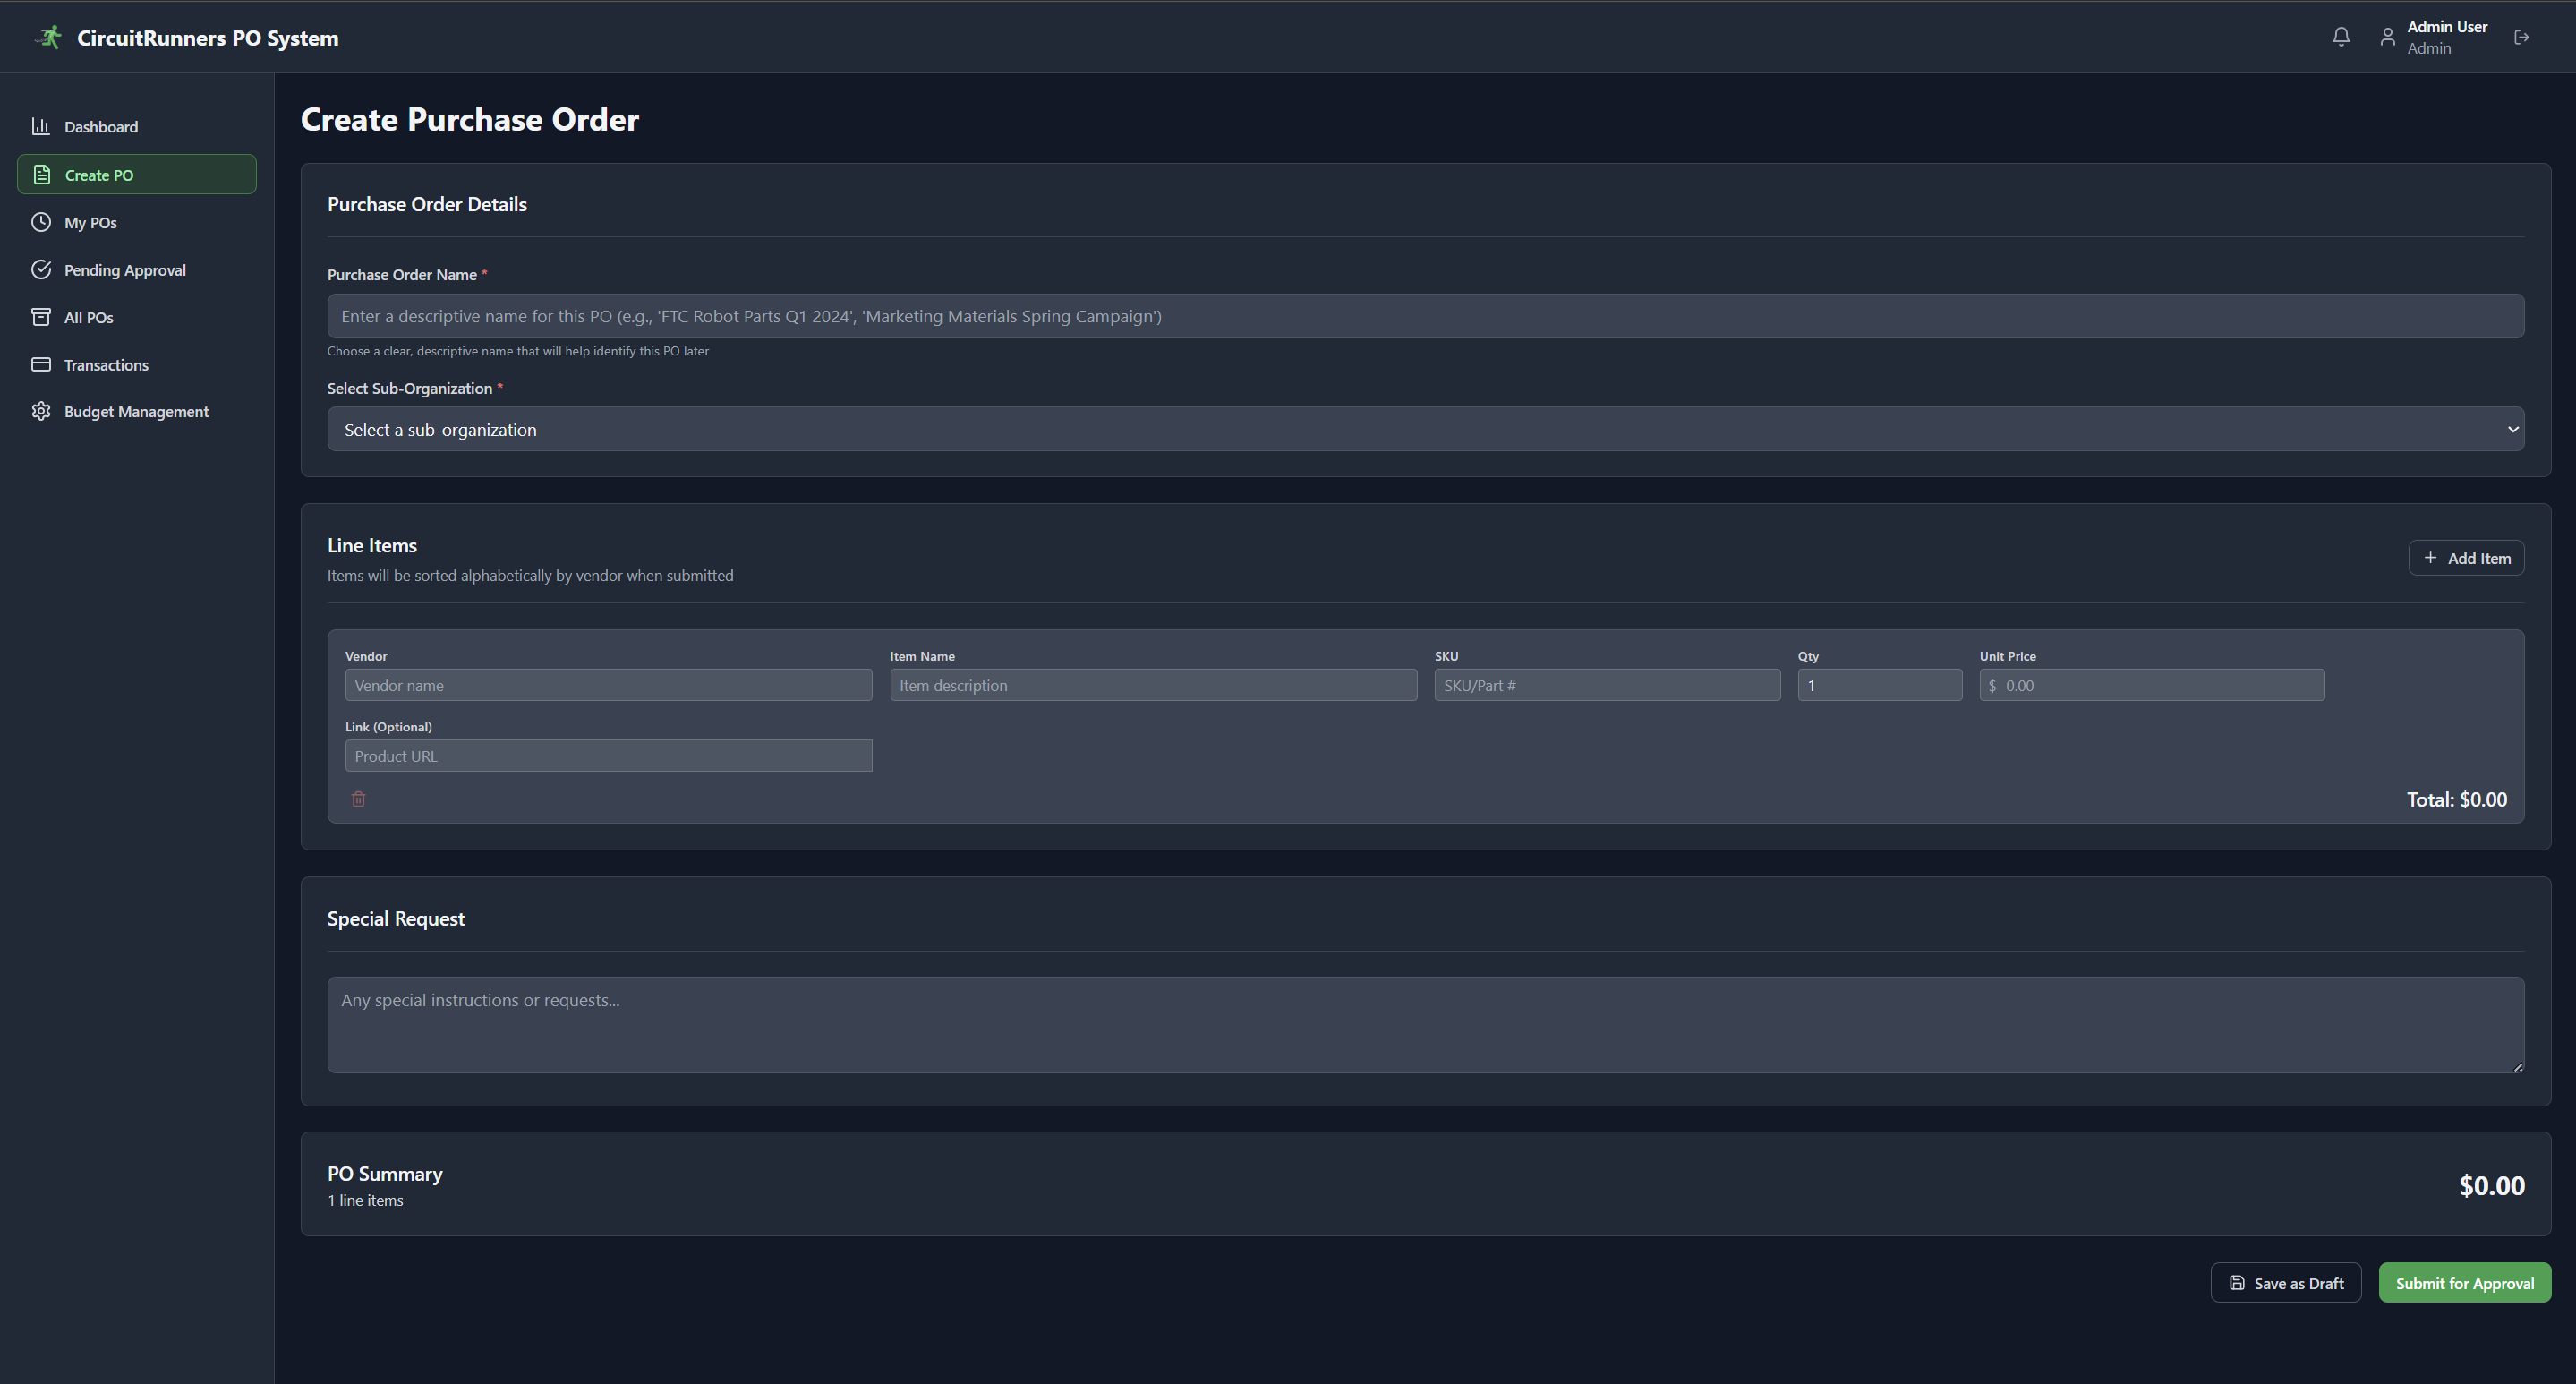 CircuitRunners PO System
Admin User
Admin
Dashboard
Create PO
My POs
Pending Approval
All POs
Transactions
Budget Management
Create Purchase Order
Purchase Order Details
Purchase Order Name *
Enter a descriptive name for this PO (e.g., 'FTC Robot Parts Q1 2024', 'Marketing Materials Spring Campaign')
Choose a clear, descriptive name that will help identify this PO later
Select Sub-Organization *
Select a sub-organization
Line Items
Items will be sorted alphabetically by vendor when submitted
+ Add Item
Vendor Item Name SKU Qty Unit Price
Vendor name Item description SKU/Part # 1 $ 0.00
Link (Optional)
Product URL
Total: $0.00
Special Request
Any special instructions or requests...
PO Summary
1 line items
$0.00
Save as Draft Submit for Approval